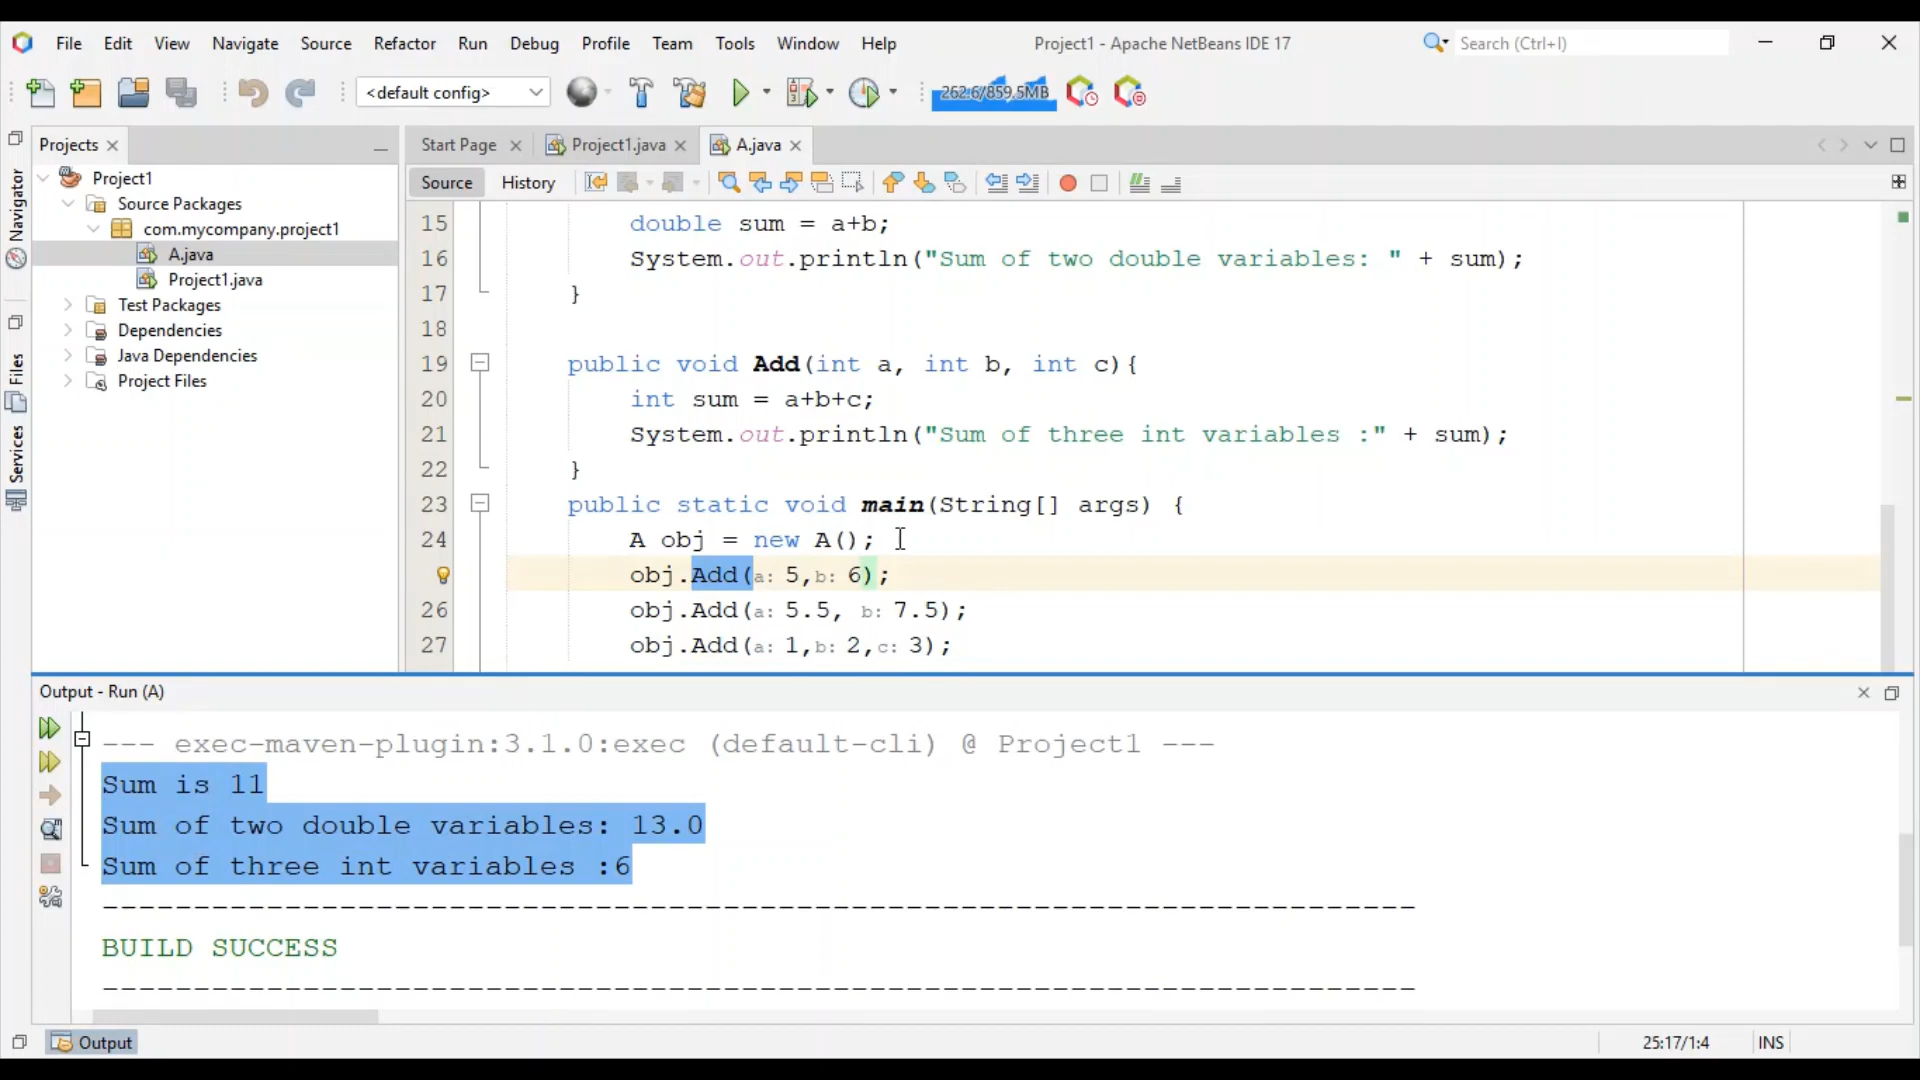 File Edit View Navigate Source Refactor Run Debug Profile Team Tools Window Help Project1 - Apache NetBeans IDE 17 Search (Ctrl+I)
<default config> 262.6/859.5MB
Projects Start Page Project1.java A.java
Source History
Navigator
Files
Services
Project1
Source Packages
com.mycompany.project1
A.java
Project1.java
Test Packages
Dependencies
Java Dependencies
Project Files
15 double sum = a+b;
16 System.out.println("Sum of two double variables: " + sum);
17 }
18
19 public void Add(int a, int b, int c){
20 int sum = a+b+c;
21 System.out.println("Sum of three int variables :" + sum);
22 }
23 public static void main(String[] args) {
24 A obj = new A();
obj.Add(a: 5,b: 6);
26 obj.Add(a: 5.5, b: 7.5);
27 obj.Add(a: 1,b: 2,c: 3);
Output - Run (A)
--- exec-maven-plugin:3.1.0:exec (default-cli) @ Project1 ---
Sum is 11
Sum of two double variables: 13.0
Sum of three int variables :6
------------------------------------------------------------------------
BUILD SUCCESS
------------------------------------------------------------------------
Output 25:17/1:4 INS